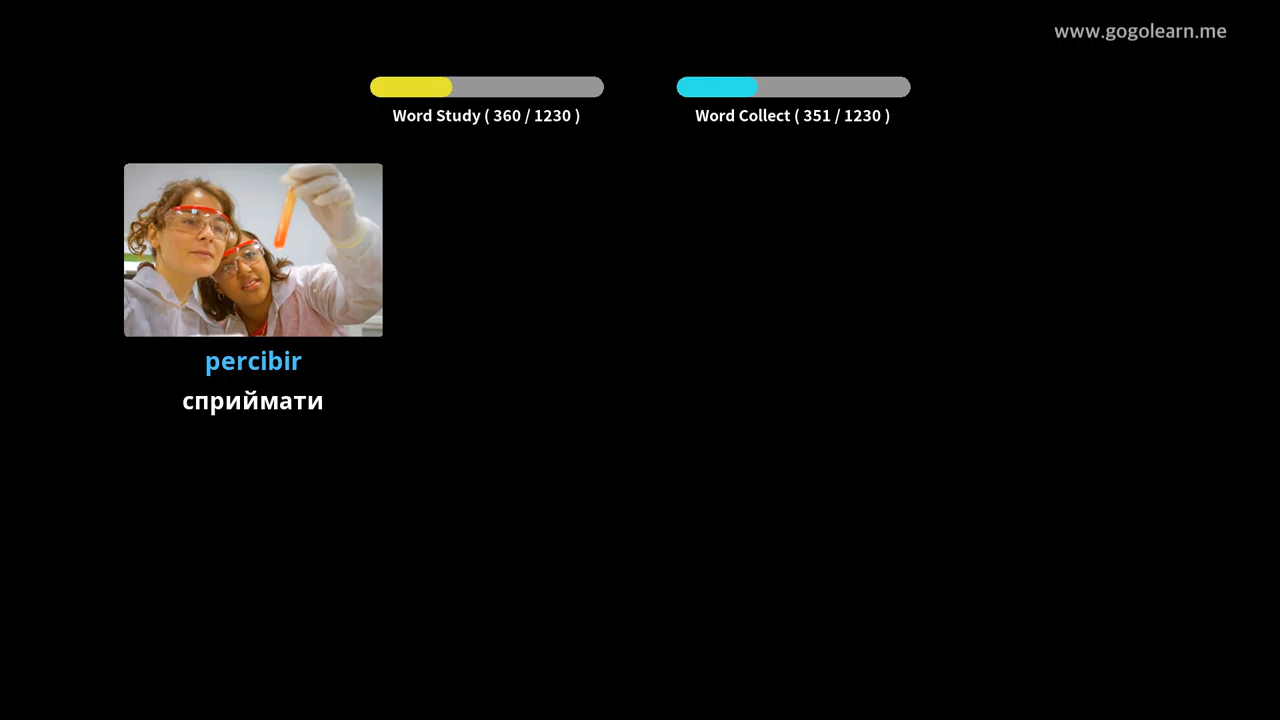 www.gogolearn.me
Word Study ( 360 / 1230 )
Word Collect ( 351 / 1230 )
percibir
сприймати